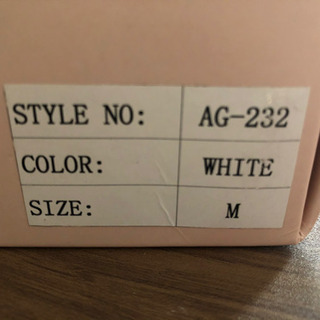 STYLE NO: AG-232
COLOR: WHITE
SIZE: M